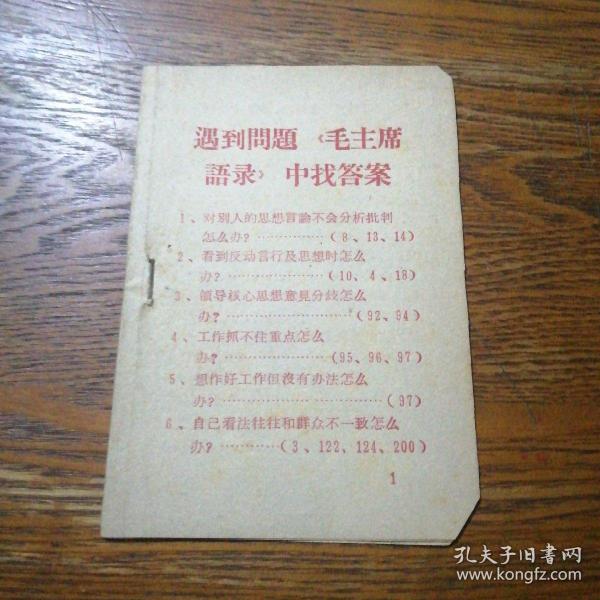 遇到問題《毛主席
語录》中找答案
1、对别人的思想言論不会分析批判
怎么办?……………(8、13、14)
2、看到反动言行及思想时怎么
办?…………………(10、4、18)
3、領导核心思想意見分歧怎么
办?………………………(92、94)
4、工作抓不住重点怎么
办?…………………(95、96、97)
5、想作好工作但沒有办法怎么
办?……………………………(97)
6、自己看法往往和群众不一致怎么
办?…………(3、122、124、200)
1
孔夫子旧書网
www.kongfz.com